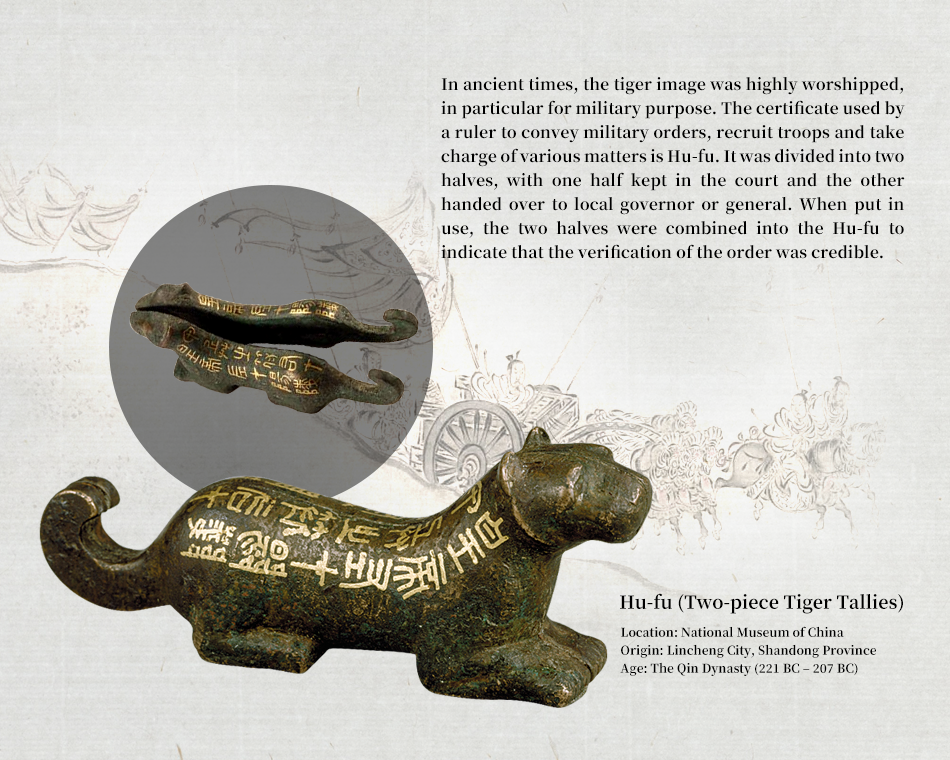 In ancient times, the tiger image was highly worshipped,
in particular for military purpose. The certificate used by
a ruler to convey military orders, recruit troops and take
charge of various matters is Hu-fu. It was divided into two
halves, with one half kept in the court and the other
handed over to local governor or general. When put in
use, the two halves were combined into the Hu-fu to
indicate that the verification of the order was credible.
Hu-fu (Two-piece Tiger Tallies)
Location: National Museum of China
Origin: Lincheng City, Shandong Province
Age: The Qin Dynasty (221 BC – 207 BC)